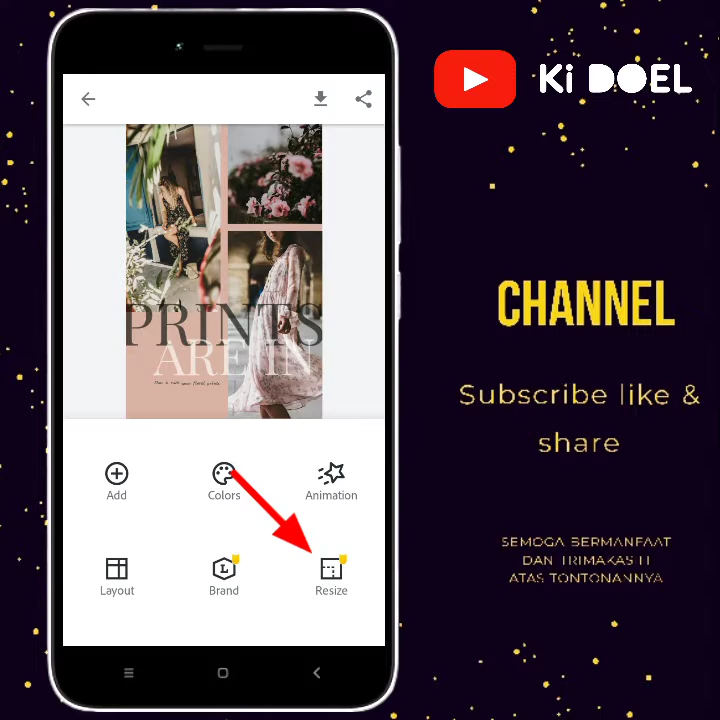 Ki DOEL
PRINTS
ARE IN
CHANNEL
Subscribe like &
share
Add
Colors
Animation
SEMOGA BERMANFAAT
DAN TRIMAKASIH
ATAS TONTONANNYA
Layout
Brand
Resize